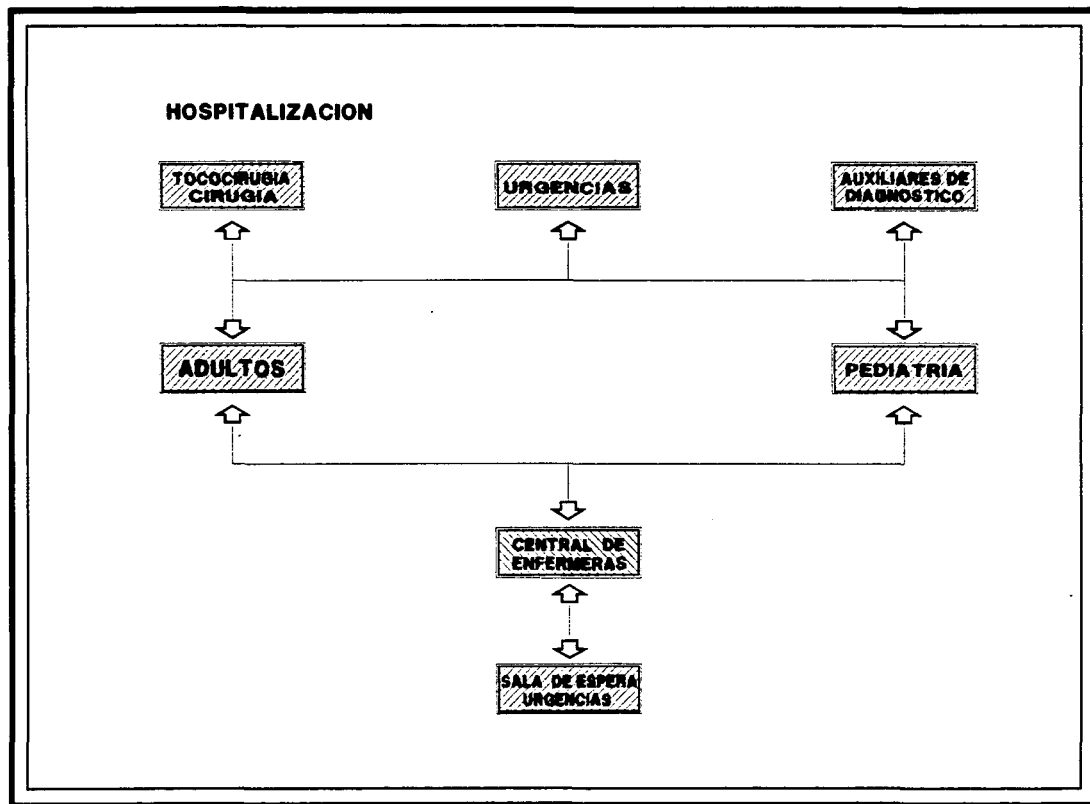 HOSPITALIZACION
TOCOCIRUGIA
CIRUGIA
URGENCIAS
AUXILIARES DE
DIAGNOSTICO
ADULTOS
PEDIATRIA
CENTRAL DE
ENFERMERAS
SALA DE ESPERA
URGENCIAS